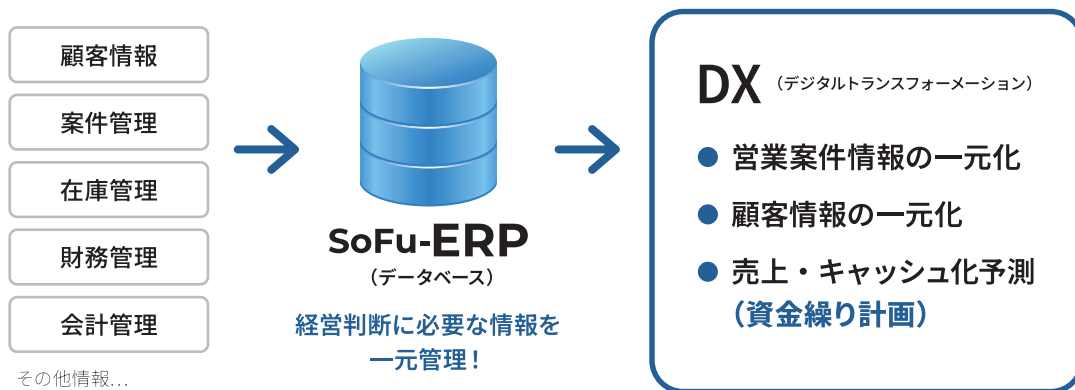 顧客情報
案件管理
在庫管理
財務管理
会計管理
その他情報...
SoFu-ERP
（データベース）
経営判断に必要な情報を
一元管理！
DX（デジタルトランスフォーメーション）
● 営業案件情報の一元化
● 顧客情報の一元化
● 売上・キャッシュ化予測
（資金繰り計画）